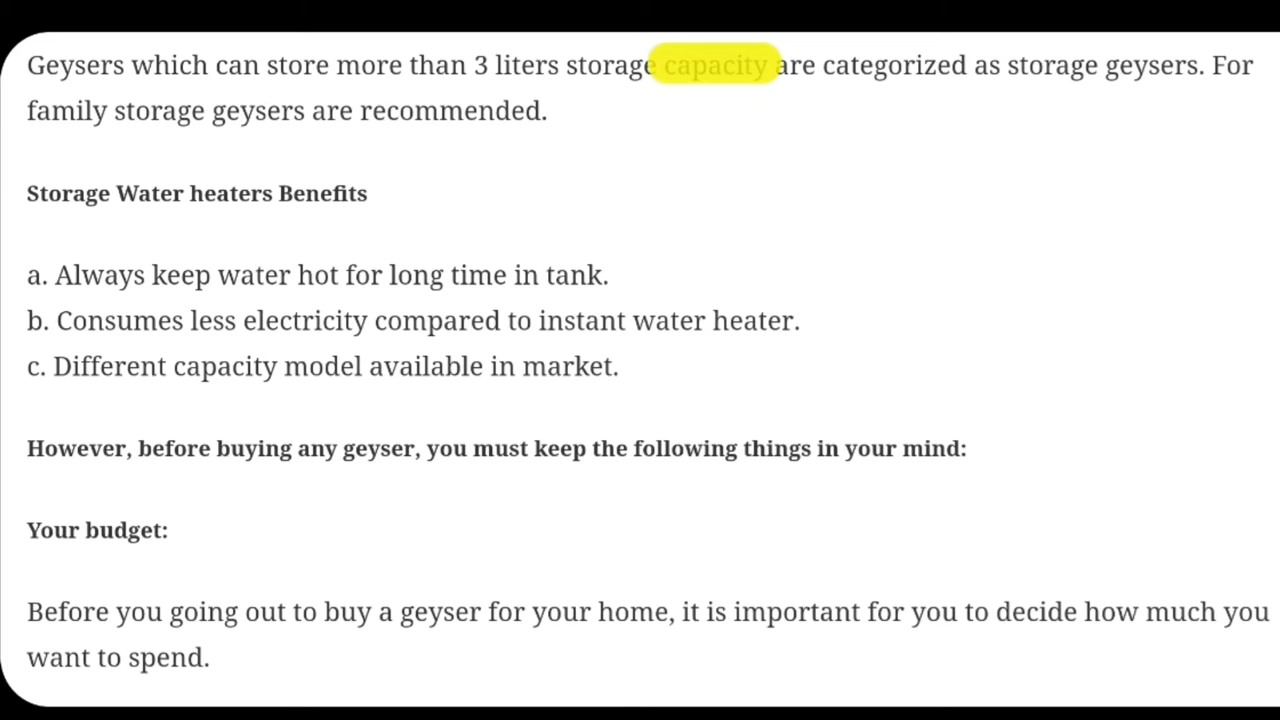 Geysers which can store more than 3 liters storage capacity are categorized as storage geysers. For
family storage geysers are recommended.
Storage Water heaters Benefits
a. Always keep water hot for long time in tank.
b. Consumes less electricity compared to instant water heater.
c. Different capacity model available in market.
However, before buying any geyser, you must keep the following things in your mind:
Your budget:
Before you going out to buy a geyser for your home, it is important for you to decide how much you
want to spend.